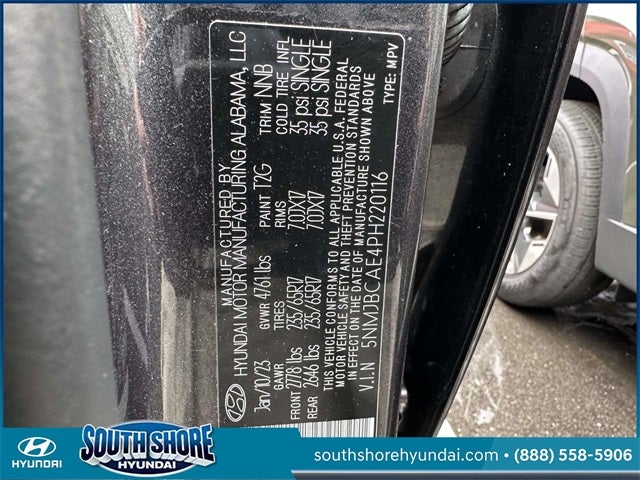 MANUFACTURED BY
HYUNDAI MOTOR MANUFACTURING ALABAMA, LLC
Jan/10/23 GVWR 4761 lbs PAINT T2G TRIM NNB
GAWR TIRES RIMS COLD TIRE INFL
FRONT 2778 lbs 235/65R17 7.0JX17 35 psi SINGLE
REAR 2646 lbs 235/65R17 7.0JX17 35 psi SINGLE
THIS VEHICLE CONFORMS TO ALL APPLICABLE U.S.A. FEDERAL
MOTOR VEHICLE SAFETY AND THEFT PREVENTION STANDARDS
IN EFFECT ON THE DATE OF MANUFACTURE SHOWN ABOVE
V.I.N 5NMJBCAE4PH220116 TYPE: MPV
HYUNDAI
SOUTH SHORE
HYUNDAI
southshorehyundai.com • (888) 558-5906